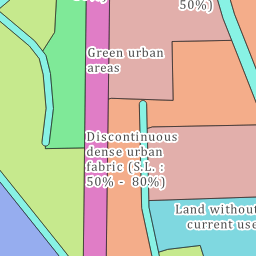 50%)
Green urban
areas
Discontinuous
dense urban
fabric (S.L. :
50% - 80%)
Land without
current use